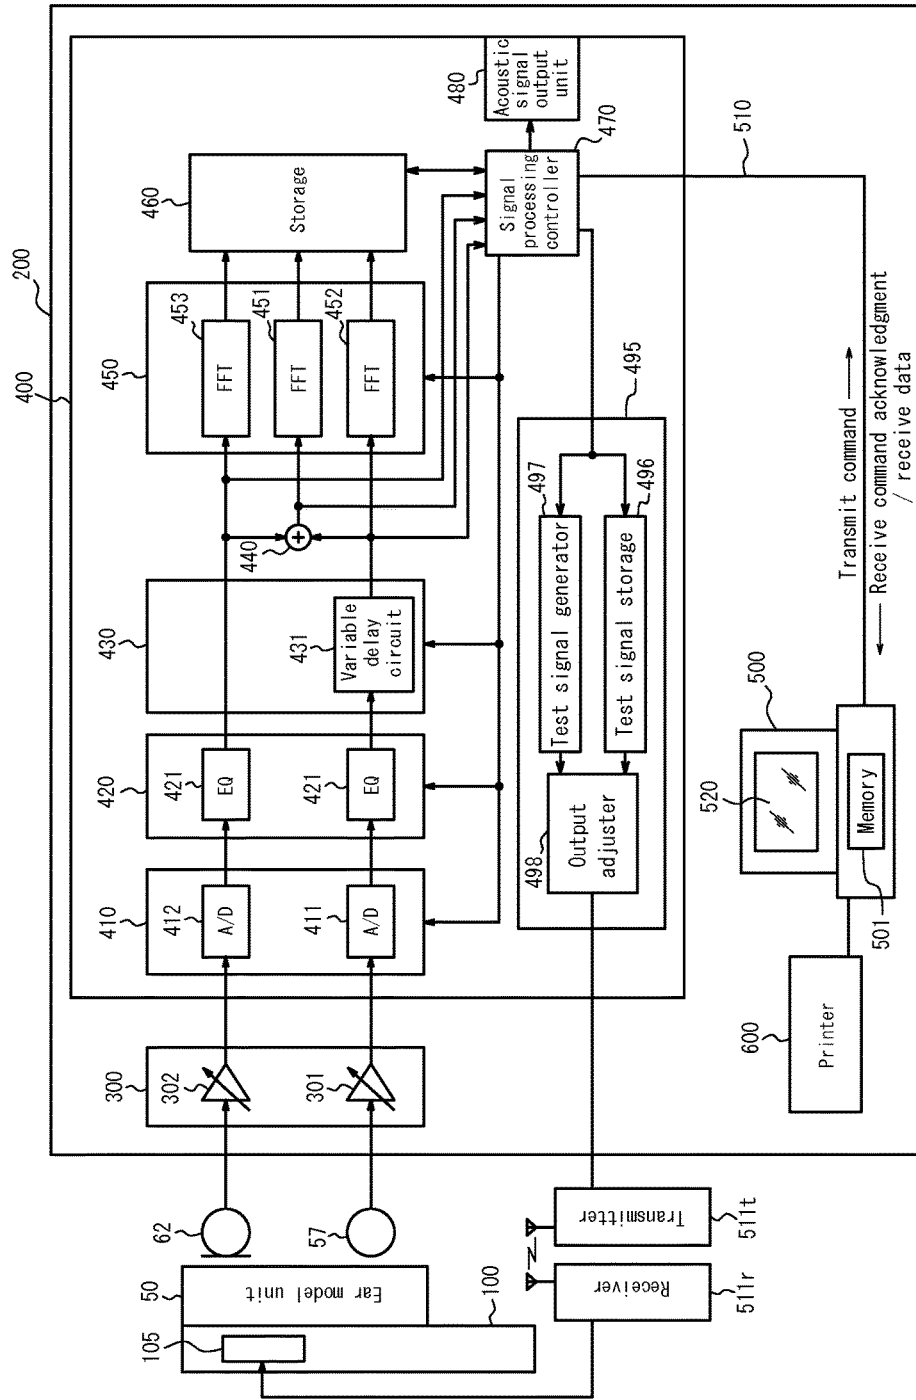 200
400
300
302
301
410
412
A/D
411
A/D
420
421
EQ
421
EQ
430
431
Variable
delay
circuit
440
450
453
FFT
451
FFT
452
FFT
460
Storage
480
Acoustic
signal
output
unit
470
Signal
processing
controller
510
495
497
Test signal generator
496
Test signal storage
498
Output
adjuster
62
57
50
Ear model unit
105
100
Transmitter
511t
Receiver
511r
Transmit command
Receive command acknowledgment
/ receive data
500
520
Memory
501
600
Printer